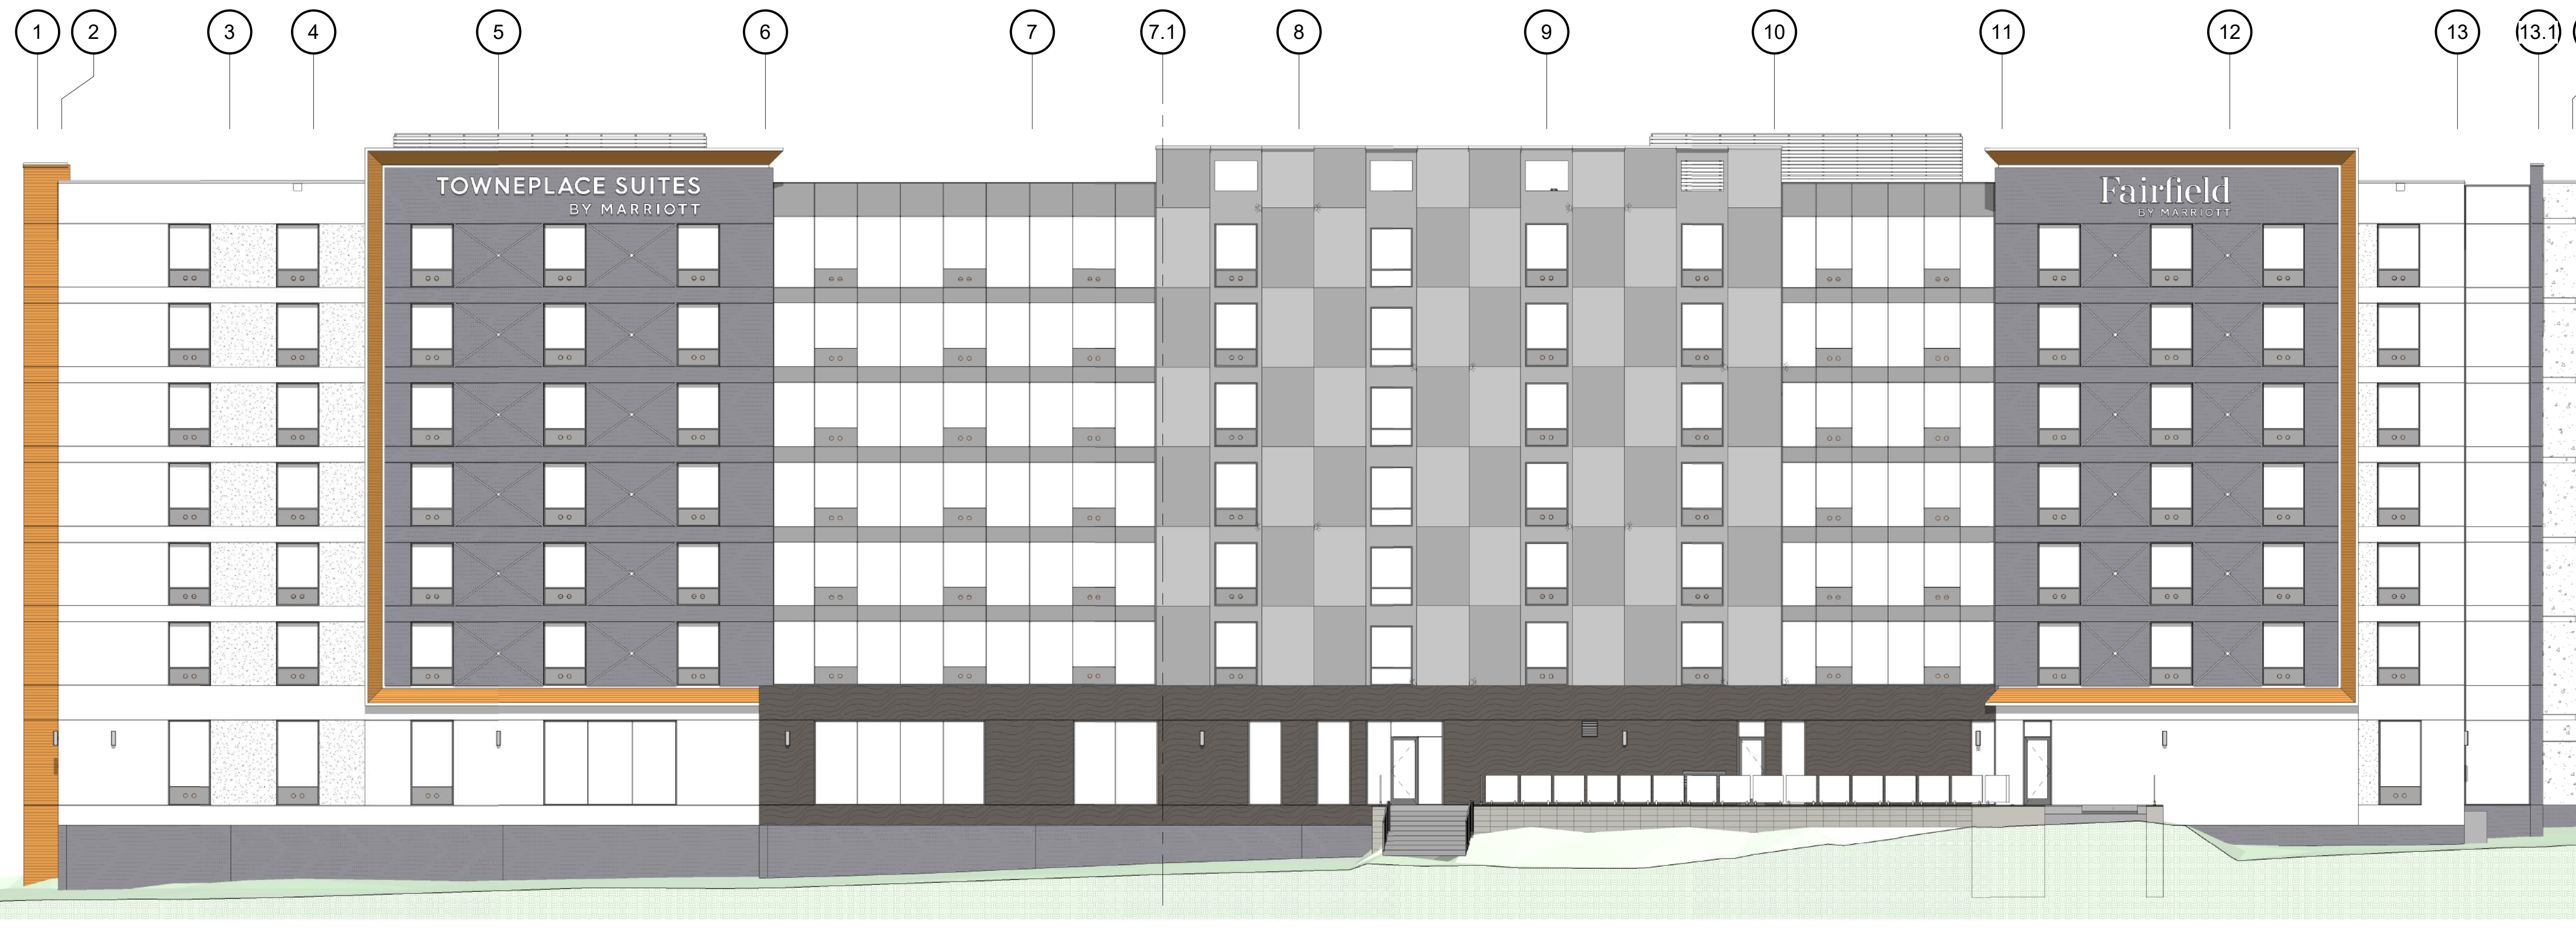 1 2 3 4 5 6 7 7.1 8 9 10 11 12 13 13.1
TOWNEPLACE SUITES
BY MARRIOTT
Fairfield
BY MARRIOTT